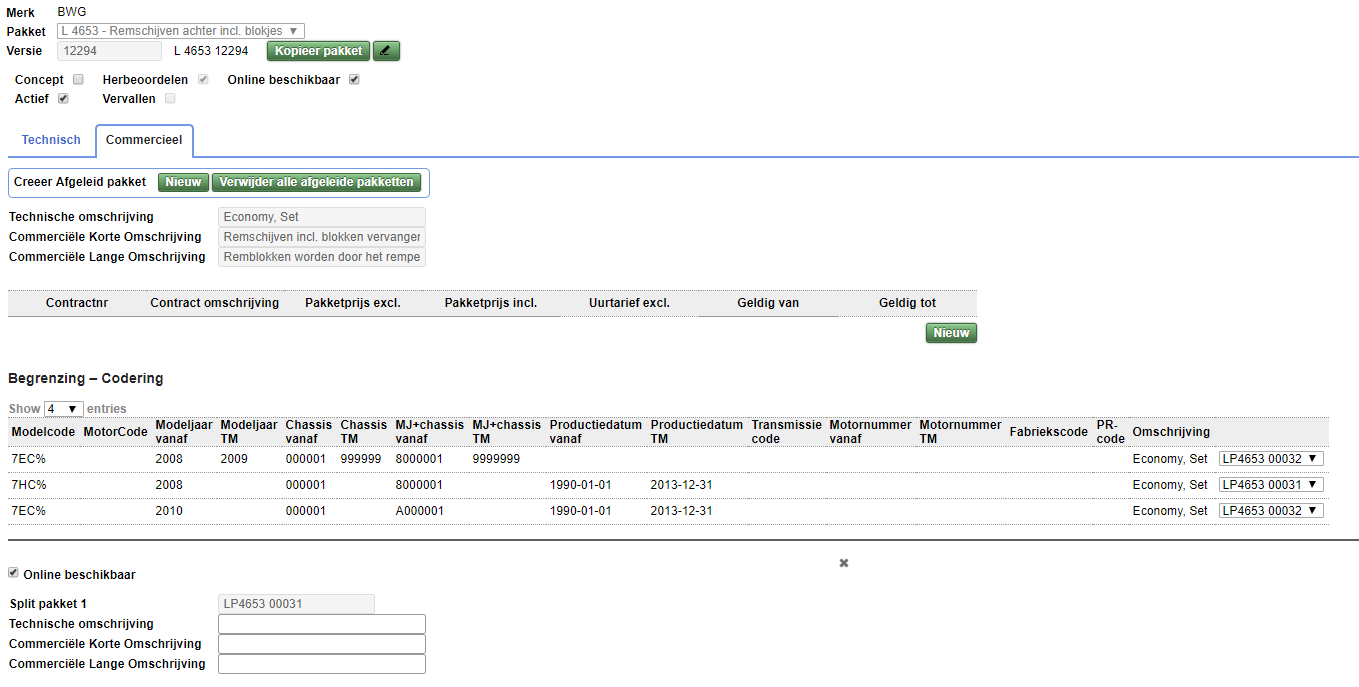 Merk BWG
Pakket L 4653 - Remschijven achter incl. blokjes
Versie 12294 L 4653 12294 Kopieer pakket
Concept Herbeoordelen Online beschikbaar
Actief Vervallen
Technisch Commercieel
Creeer Afgeleid pakket Nieuw Verwijder alle afgeleide pakketten
Technische omschrijving Economy, Set
Commerciële Korte Omschrijving Remschijven incl. blokken vervanger
Commerciële Lange Omschrijving Remblokken worden door het rempe
Contractnr Contract omschrijving Pakketprijs excl. Pakketprijs incl. Uurtarief excl. Geldig van Geldig tot
Nieuw
Begrenzing – Codering
Show 4 entries
Modelcode MotorCode Modeljaar vanaf Modeljaar TM Chassis vanaf Chassis TM MJ+chassis vanaf MJ+chassis TM Productiedatum vanaf Productiedatum TM Transmissie code Motornummer vanaf Motornummer TM Fabriekscode PR-code Omschrijving
7EC% 2008 2009 000001 999999 8000001 9999999 Economy, Set LP4653 00032
7HC% 2008 000001 8000001 1990-01-01 2013-12-31 Economy, Set LP4653 00031
7EC% 2010 000001 A000001 1990-01-01 2013-12-31 Economy, Set LP4653 00032
Online beschikbaar
Split pakket 1 LP4653 00031
Technische omschrijving
Commerciële Korte Omschrijving
Commerciële Lange Omschrijving